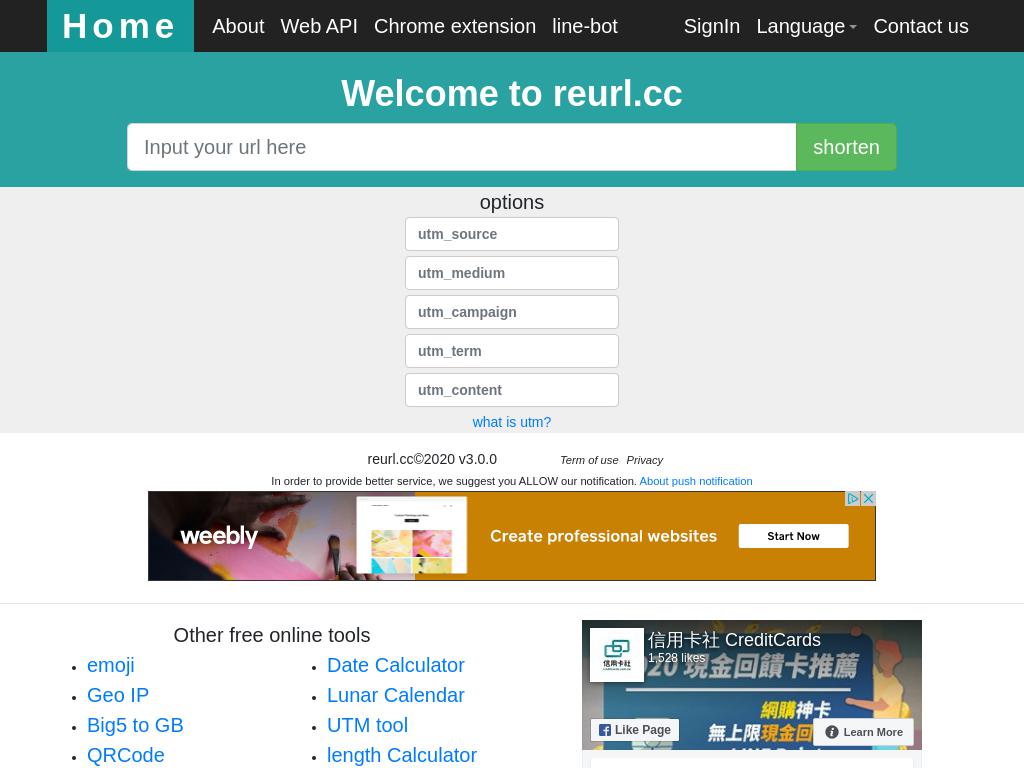 Home About Web API Chrome extension line-bot SignIn Language Contact us
Welcome to reurl.cc
Input your url here shorten
options
utm_source
utm_medium
utm_campaign
utm_term
utm_content
what is utm?
reurl.cc©2020 v3.0.0 Term of use Privacy
In order to provide better service, we suggest you ALLOW our notification. About push notification
weebly Create professional websites Start Now
Other free online tools
emoji
Geo IP
Big5 to GB
QRCode
Date Calculator
Lunar Calendar
UTM tool
length Calculator
信用卡社 CreditCards
1,528 likes
信用卡社
20 現金回饋卡推薦
網購神卡
無上限現金回
Like Page
Learn More